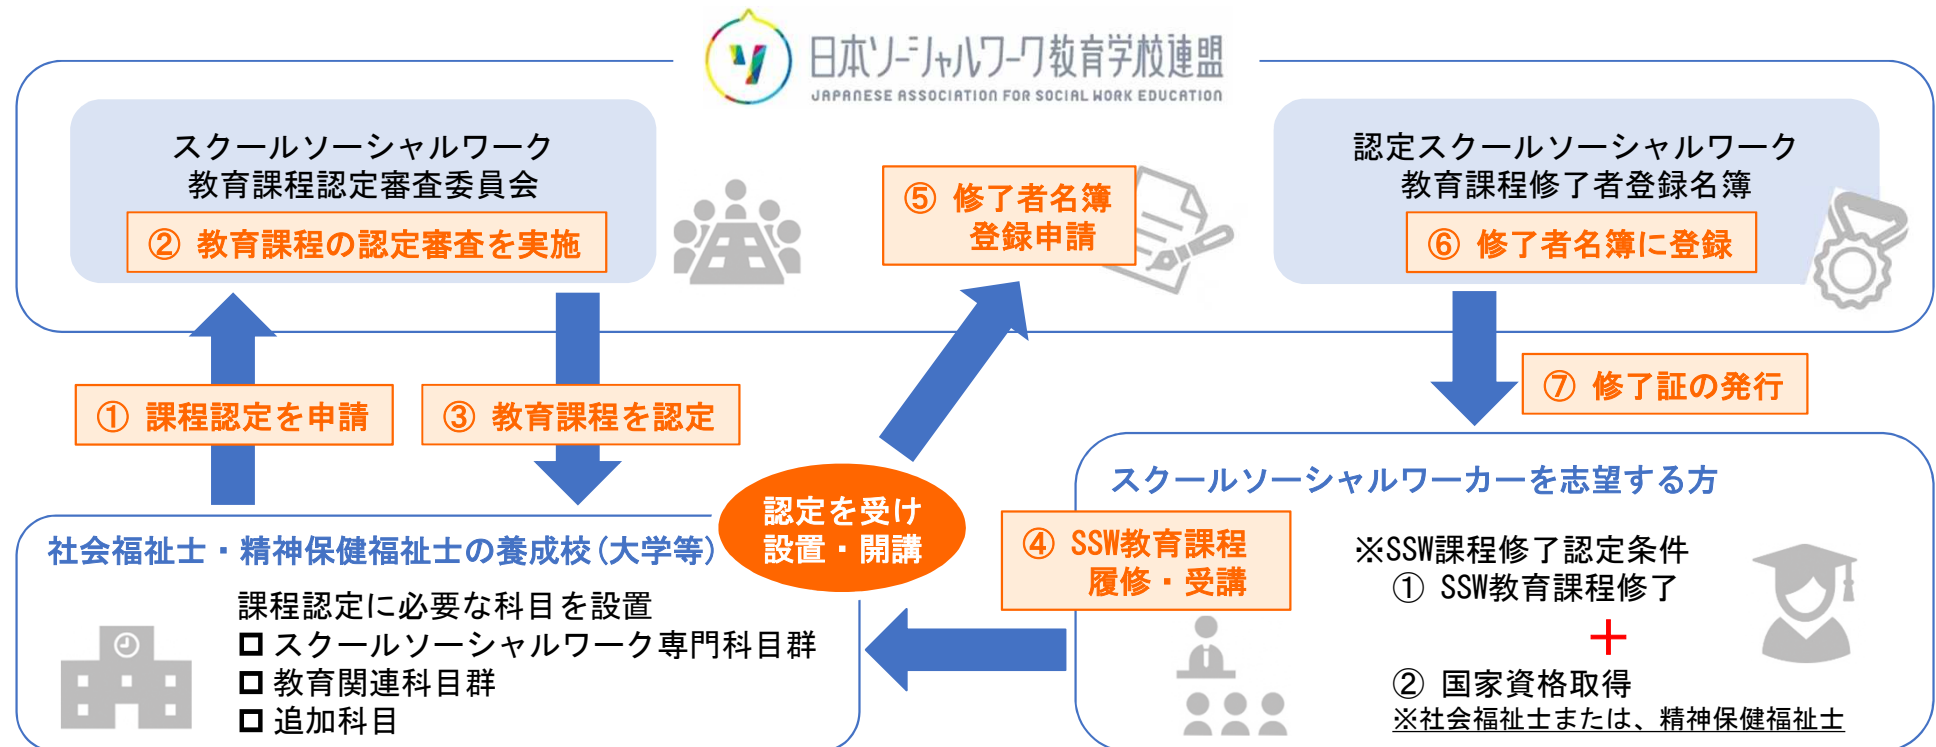 日本ソーシャルワーク教育学校連盟
JAPANESE ASSOCIATION FOR SOCIAL WORK EDUCATION
スクールソーシャルワーク
教育課程認定審査委員会
② 教育課程の認定審査を実施
⑤ 修了者名簿
登録申請
認定スクールソーシャルワーク
教育課程修了者登録名簿
⑥ 修了者名簿に登録
① 課程認定を申請
③ 教育課程を認定
⑦ 修了証の発行
認定を受け
設置・開講
社会福祉士・精神保健福祉士の養成校(大学等)
課程認定に必要な科目を設置
□ スクールソーシャルワーク専門科目群
□ 教育関連科目群
□ 追加科目
スクールソーシャルワーカーを志望する方
④ SSW教育課程
履修・受講
※SSW課程修了認定条件
① SSW教育課程修了
＋
② 国家資格取得
※社会福祉士または、精神保健福祉士